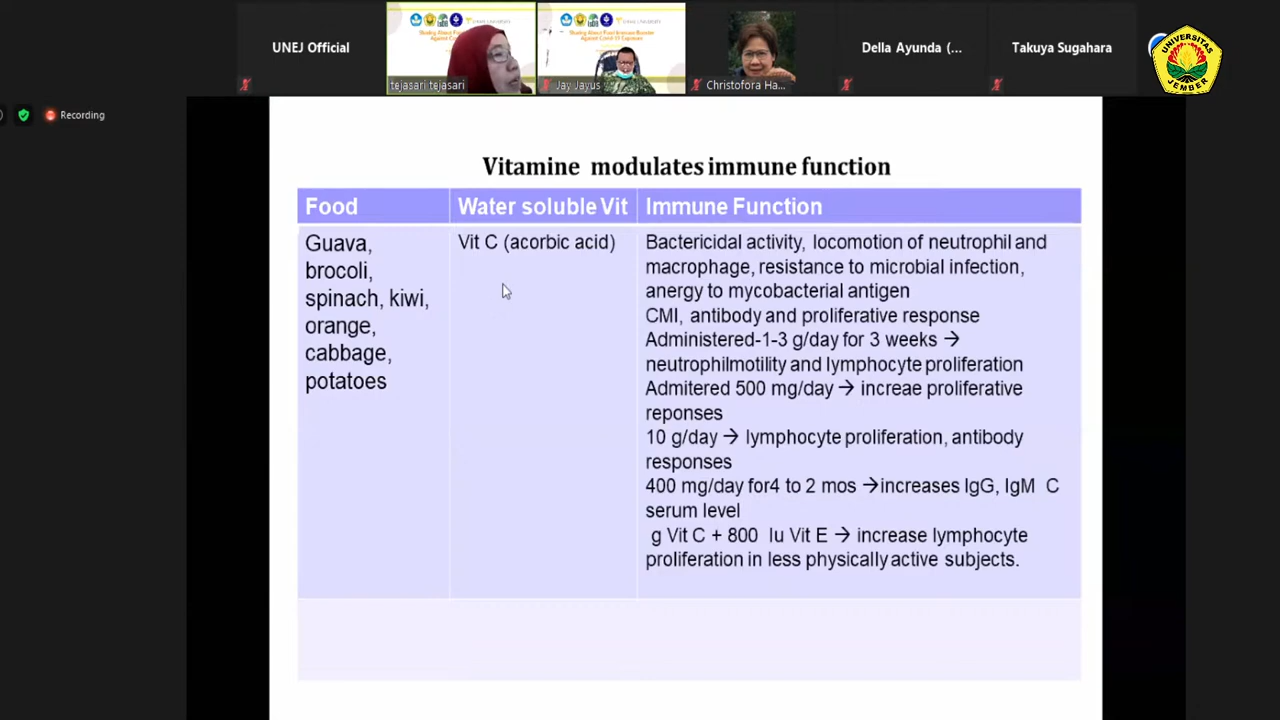 UNEJ Official
tejasari tejasari
Jay Jayus
Christofora Ha...
Della Ayunda (...
Takuya Sugahara
UNIVERSITAS
JEMBER
Recording
Vitamine modulates immune function
Food
Water soluble Vit
Immune Function
Guava,
brocoli,
spinach, kiwi,
orange,
cabbage,
potatoes
Vit C (acorbic acid)
Bactericidal activity, locomotion of neutrophil and
macrophage, resistance to microbial infection,
anergy to mycobacterial antigen
CMI, antibody and proliferative response
Administered-1-3 g/day for 3 weeks →
neutrophilmotility and lymphocyte proliferation
Admitered 500 mg/day → increae proliferative
reponses
10 g/day → lymphocyte proliferation, antibody
responses
400 mg/day for4 to 2 mos →increases IgG, IgM C
serum level
g Vit C + 800 Iu Vit E → increase lymphocyte
proliferation in less physically active subjects.